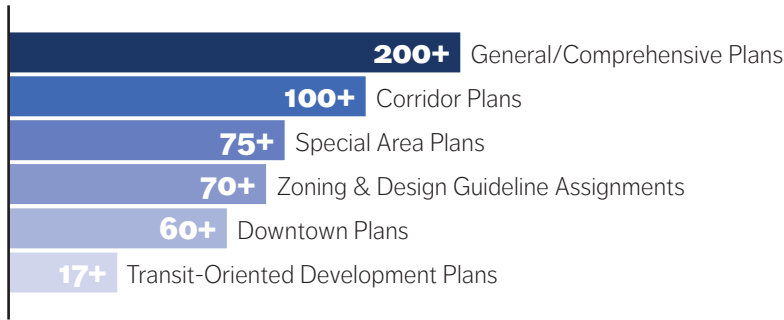 200+ General/Comprehensive Plans
100+ Corridor Plans
75+ Special Area Plans
70+ Zoning & Design Guideline Assignments
60+ Downtown Plans
17+ Transit-Oriented Development Plans